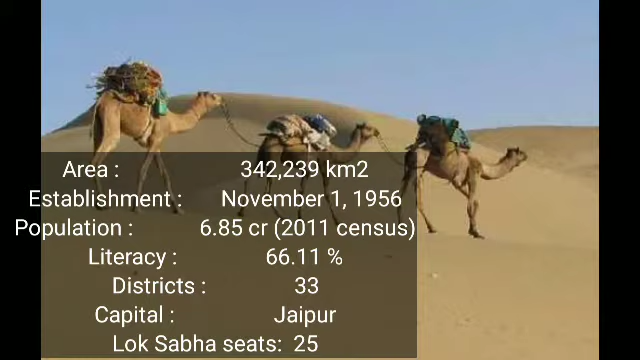 Area : 342,239 km2
Establishment : November 1, 1956
Population : 6.85 cr (2011 census)
Literacy : 66.11 %
Districts : 33
Capital : Jaipur
Lok Sabha seats: 25